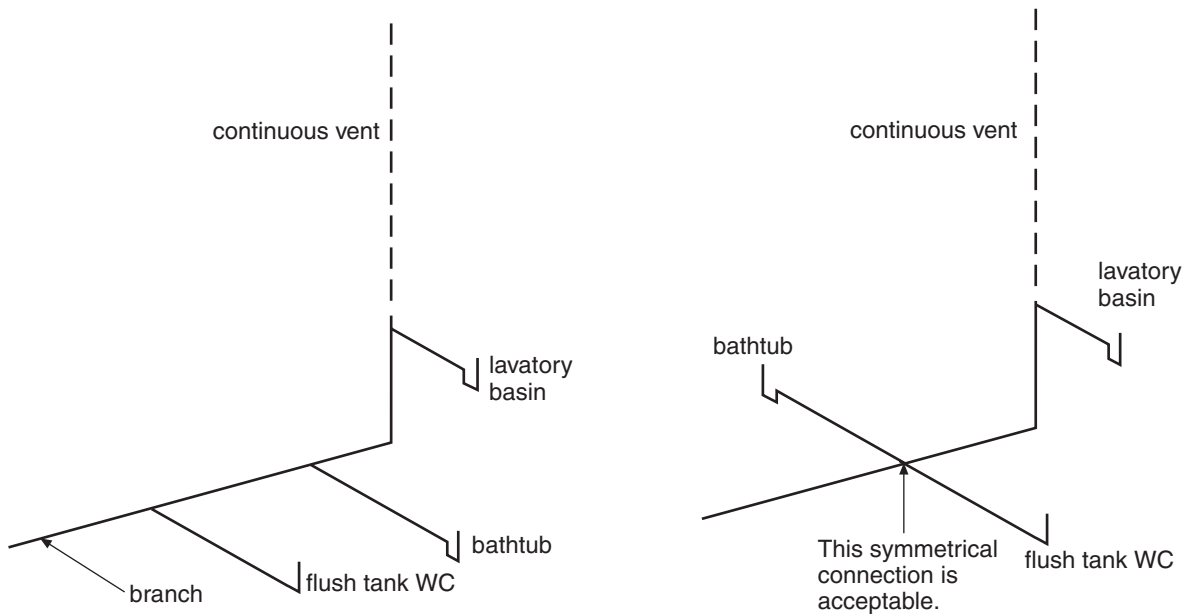 continuous vent
lavatory
basin
bathtub
flush tank WC
branch
continuous vent
lavatory
basin
bathtub
This symmetrical
connection is
acceptable.
flush tank WC